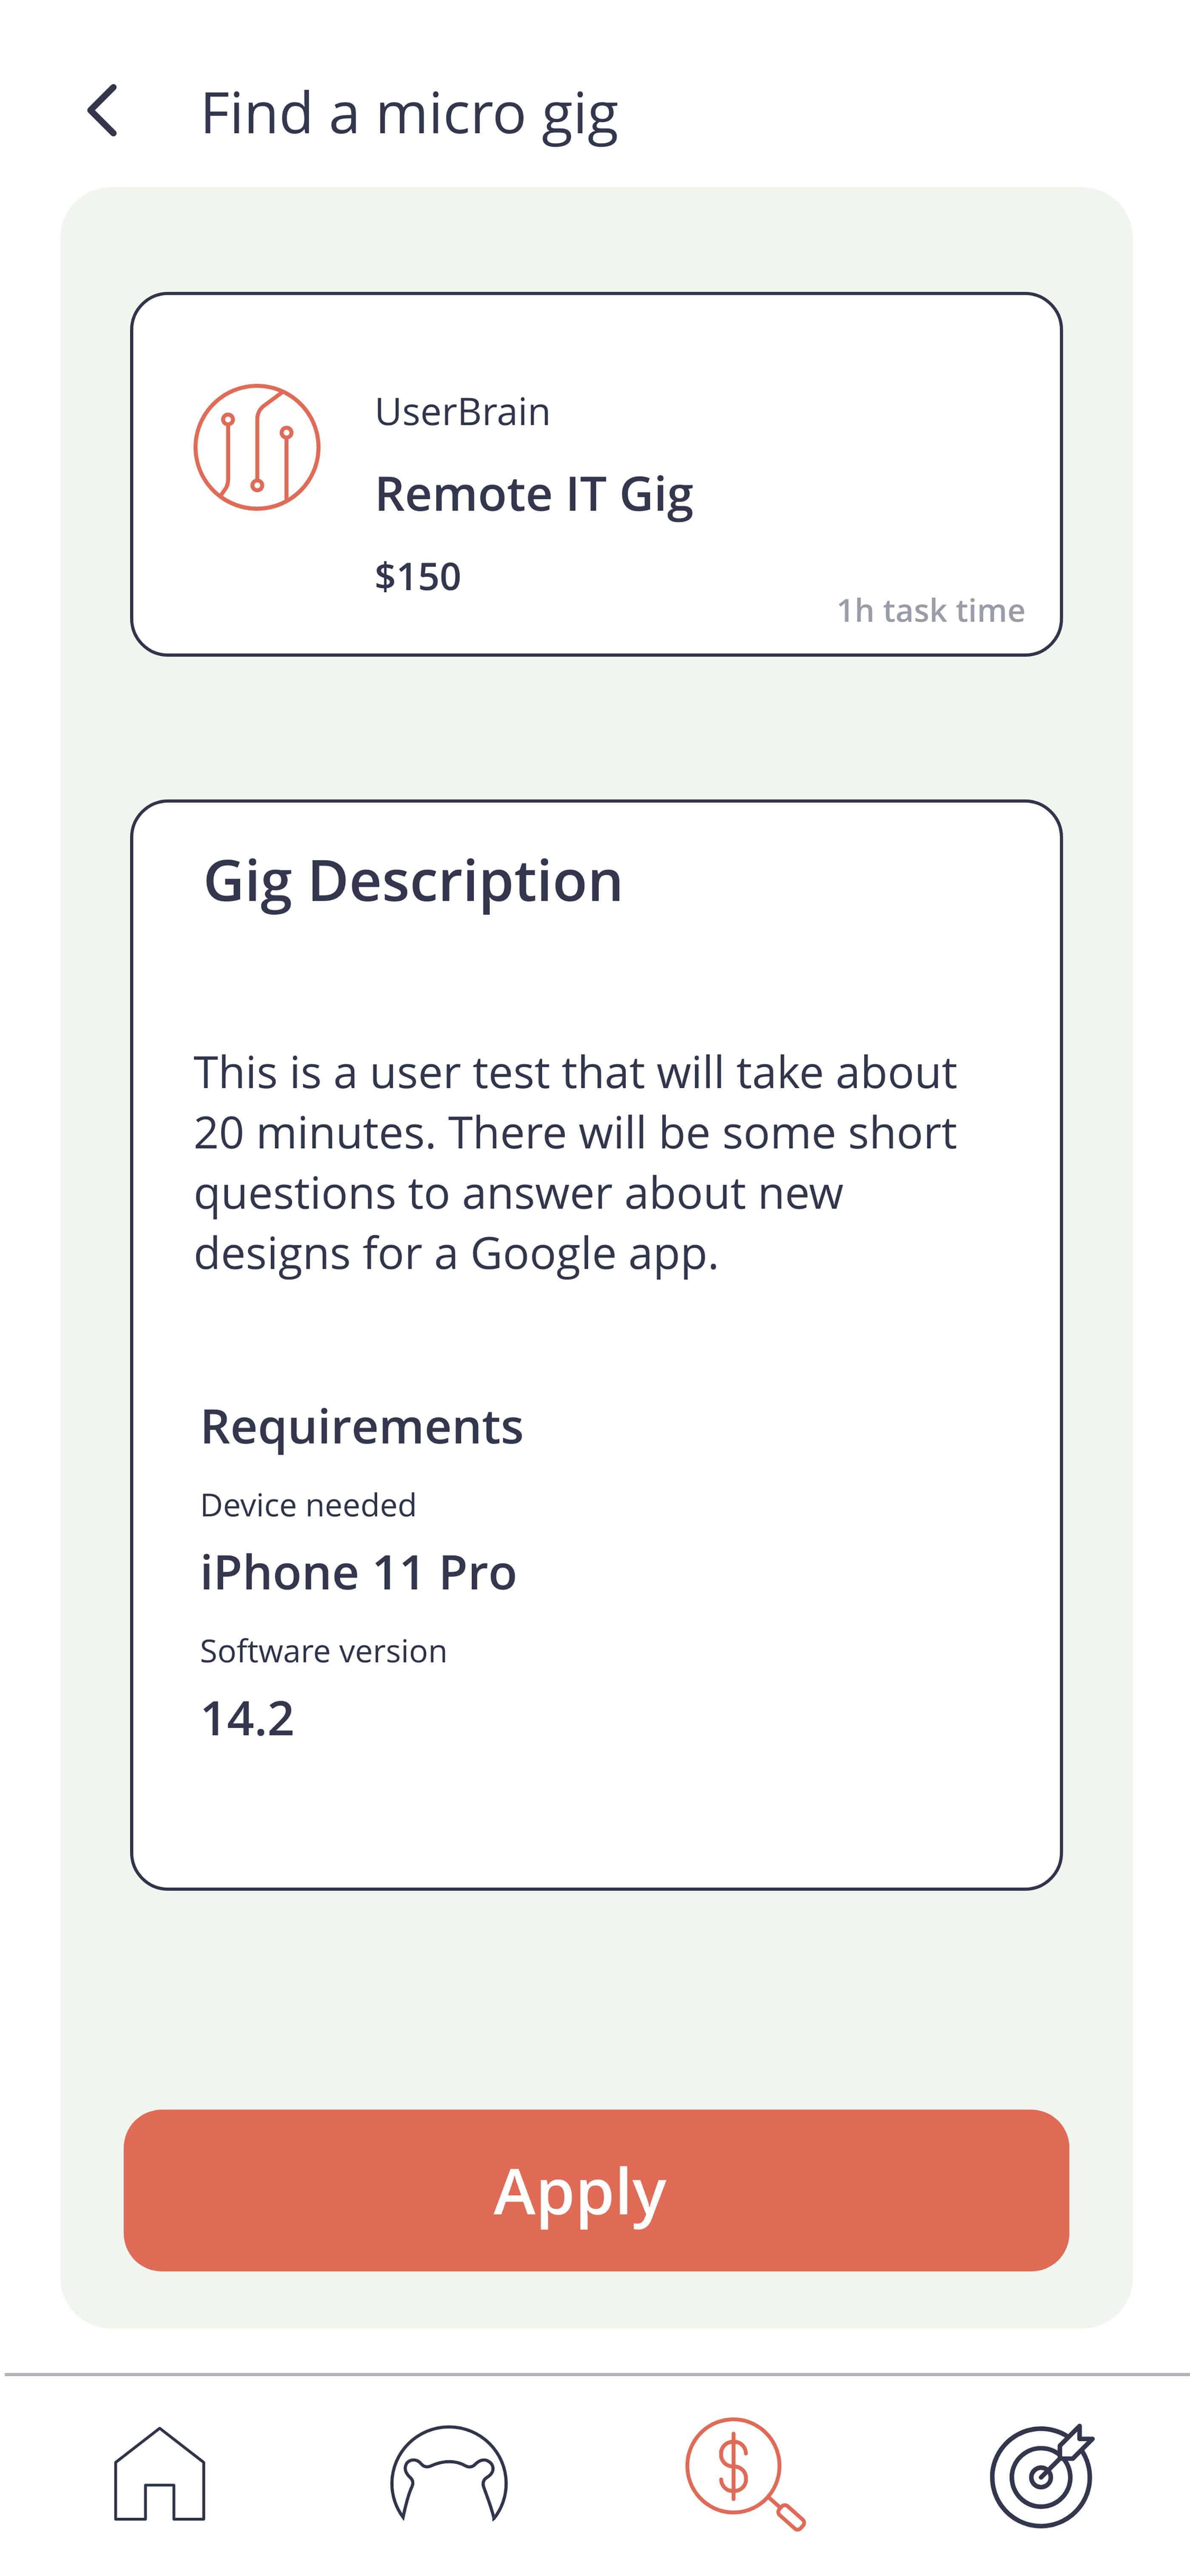 Find a micro gig
UserBrain
Remote IT Gig
$150
1h task time
Gig Description
This is a user test that will take about
20 minutes. There will be some short
questions to answer about new
designs for a Google app.
Requirements
Device needed
iPhone 11 Pro
Software version
14.2
Apply
$